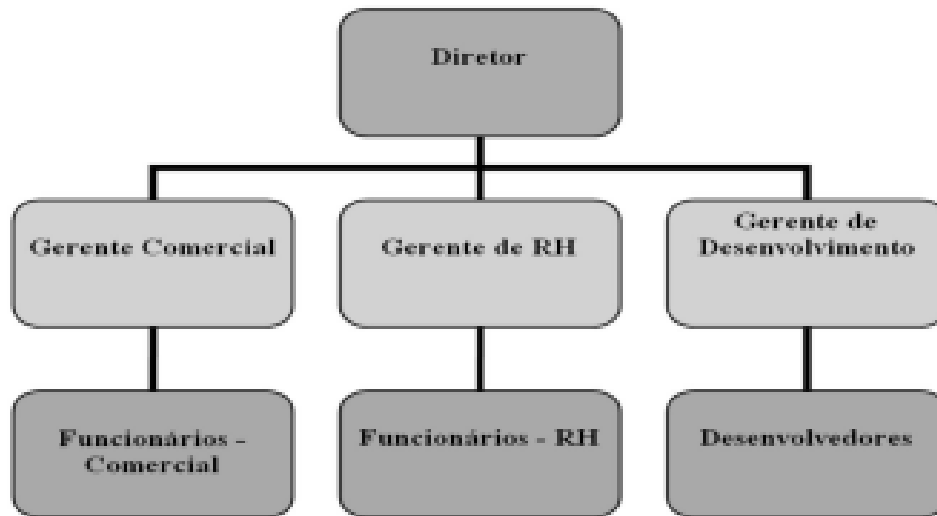 Diretor
Gerente Comercial
Gerente de RH
Gerente de
Desenvolvimento
Funcionários -
Comercial
Funcionários - RH
Desenvolvedores